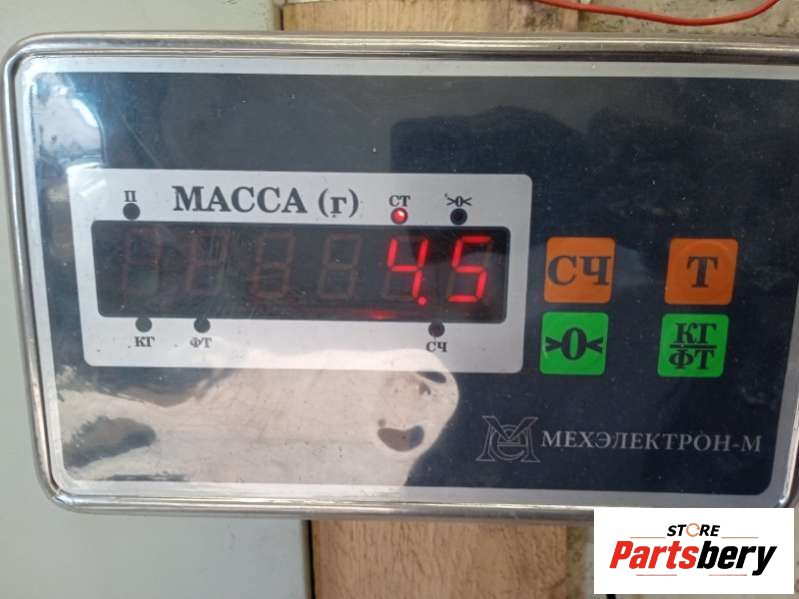 П МАССА (г) СТ >0<
4.5
КГ ФТ СЧ
СЧ Т
>0< КГ/ФТ
МЕХЭЛЕКТРОН-М
STORE
Partsbery